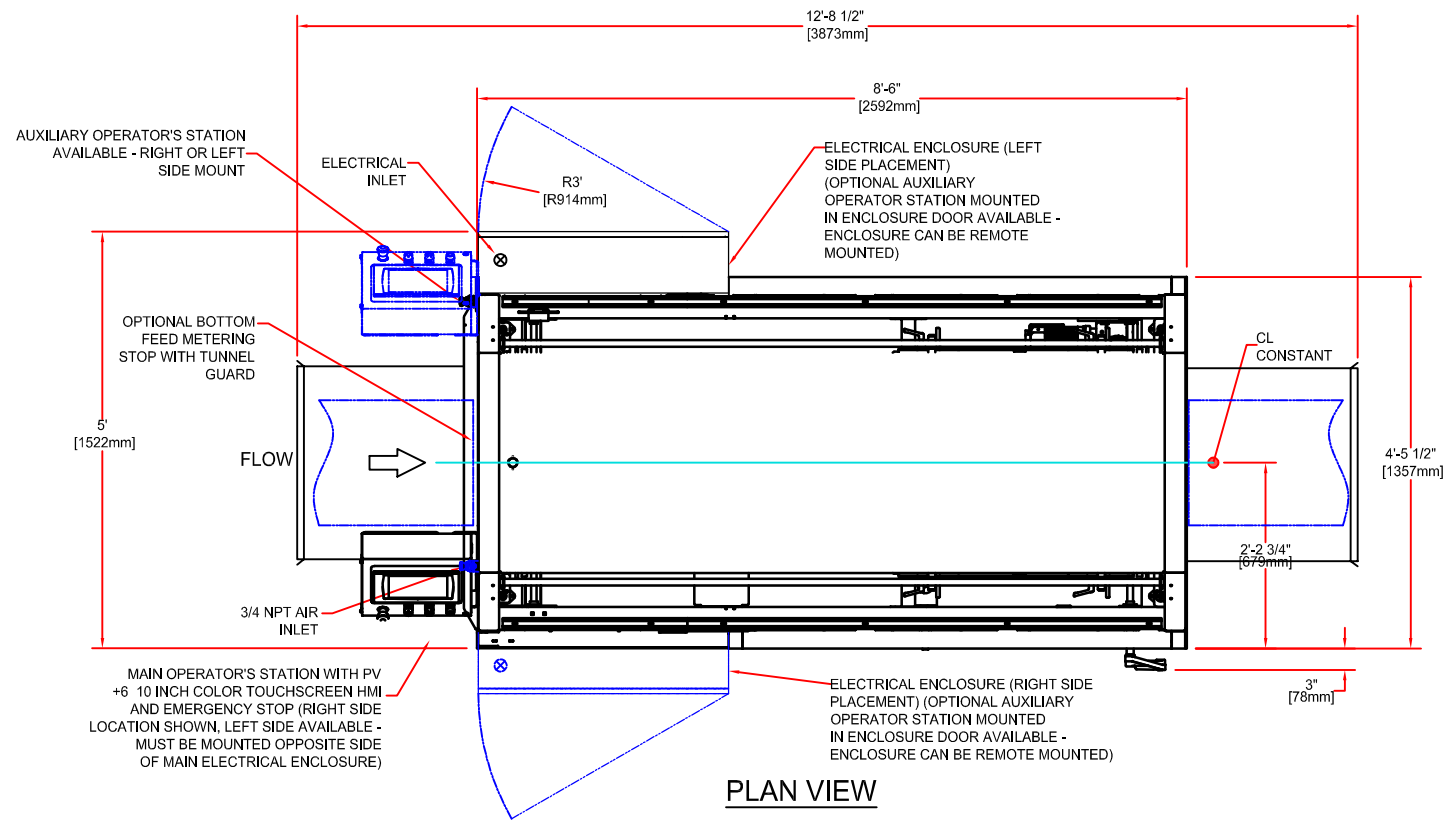 12'-8 1/2"
[3873mm]
8'-6"
[2592mm]
AUXILIARY OPERATOR'S STATION
AVAILABLE - RIGHT OR LEFT
SIDE MOUNT
ELECTRICAL
INLET
R3'
[R914mm]
ELECTRICAL ENCLOSURE (LEFT
SIDE PLACEMENT)
(OPTIONAL AUXILIARY
OPERATOR STATION MOUNTED
IN ENCLOSURE DOOR AVAILABLE -
ENCLOSURE CAN BE REMOTE
MOUNTED)
OPTIONAL BOTTOM
FEED METERING
STOP WITH TUNNEL
GUARD
CL
CONSTANT
5'
[1522mm]
FLOW
4'-5 1/2"
[1357mm]
2'-2 3/4"
[679mm]
3/4 NPT AIR
INLET
MAIN OPERATOR'S STATION WITH PV
+6 10 INCH COLOR TOUCHSCREEN HMI
AND EMERGENCY STOP (RIGHT SIDE
LOCATION SHOWN, LEFT SIDE AVAILABLE -
MUST BE MOUNTED OPPOSITE SIDE
OF MAIN ELECTRICAL ENCLOSURE)
ELECTRICAL ENCLOSURE (RIGHT SIDE
PLACEMENT) (OPTIONAL AUXILIARY
OPERATOR STATION MOUNTED
IN ENCLOSURE DOOR AVAILABLE -
ENCLOSURE CAN BE REMOTE MOUNTED)
3"
[78mm]
PLAN VIEW